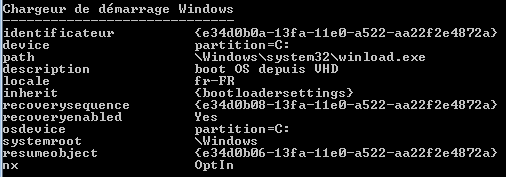 Chargeur de démarrage Windows
-----------------------------
identificateur {e34d0b0a-13fa-11e0-a522-aa22f2e4872a}
device partition=C:
path \Windows\system32\winload.exe
description boot OS depuis VHD
locale fr-FR
inherit {bootloadersettings}
recoverysequence {e34d0b08-13fa-11e0-a522-aa22f2e4872a}
recoveryenabled Yes
osdevice partition=C:
systemroot \Windows
resumeobject {e34d0b06-13fa-11e0-a522-aa22f2e4872a}
nx OptIn